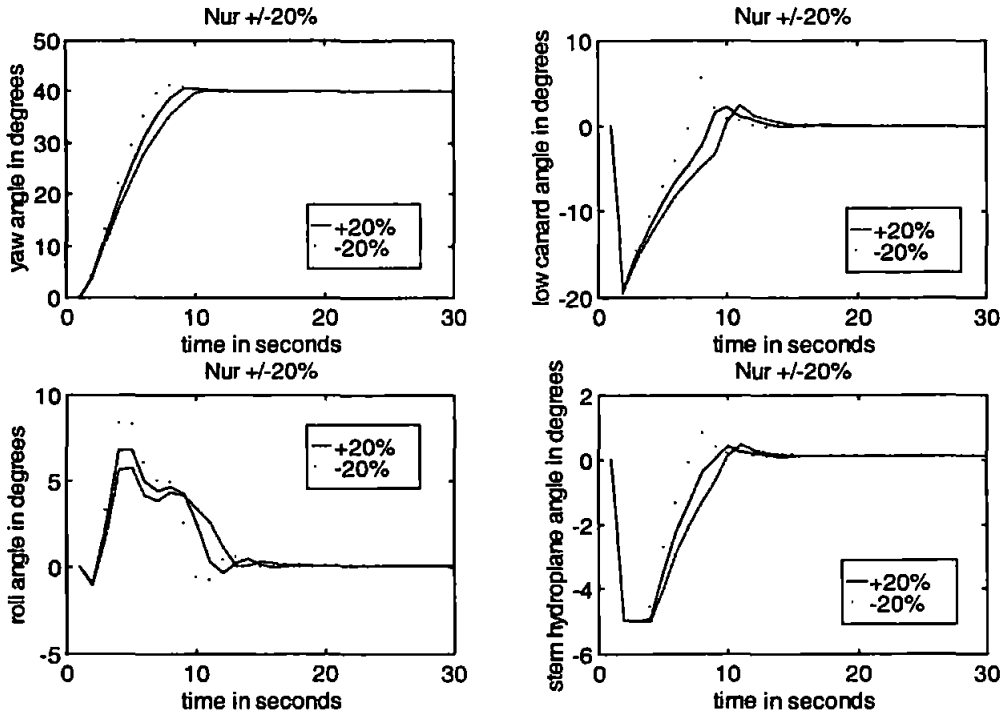 Nur +/-20%
50
40
30
20
10
0
yaw angle in degrees
+20%
-20%
0 10 20 30
time in seconds
Nur +/-20%
10
0
-10
-20
low canard angle in degrees
+20%
-20%
0 10 20 30
time in seconds
Nur +/-20%
10
5
0
-5
roll angle in degrees
+20%
-20%
0 10 20 30
time in seconds
Nur +/-20%
2
0
-2
-4
-6
stern hydroplane angle in degrees
+20%
-20%
0 10 20 30
time in seconds